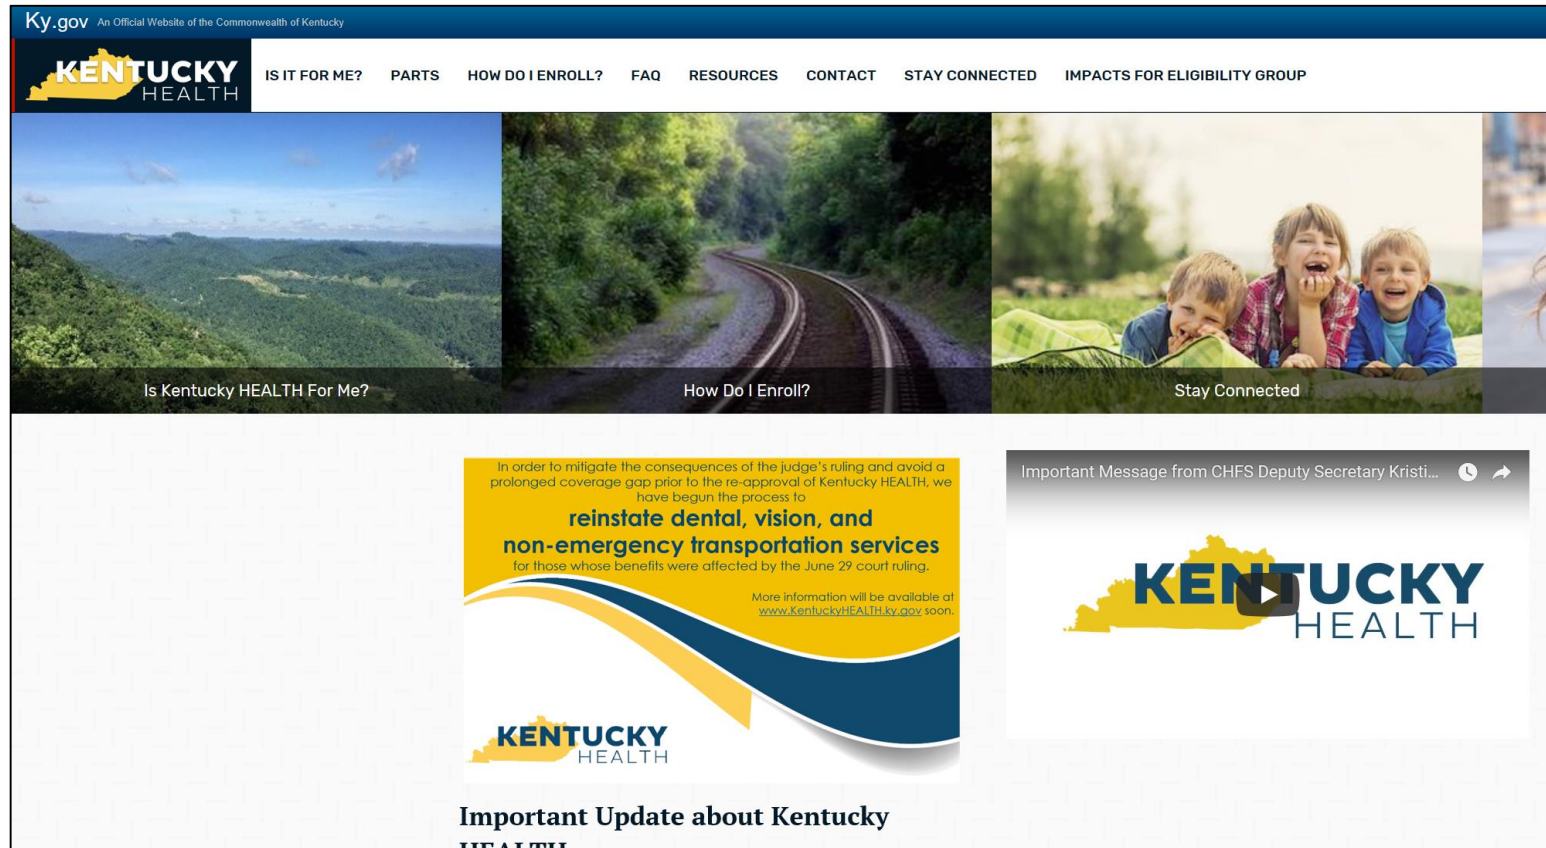 Ky.gov An Official Website of the Commonwealth of Kentucky
KENTUCKY
HEALTH
IS IT FOR ME? PARTS HOW DO I ENROLL? FAQ RESOURCES CONTACT STAY CONNECTED IMPACTS FOR ELIGIBILITY GROUP
Is Kentucky HEALTH For Me?
How Do I Enroll?
Stay Connected
In order to mitigate the consequences of the judge's ruling and avoid a
prolonged coverage gap prior to the re-approval of Kentucky HEALTH, we
have begun the process to
reinstate dental, vision, and
non-emergency transportation services
for those whose benefits were affected by the June 29 court ruling.
More information will be available at
www.KentuckyHEALTH.ky.gov soon.
KENTUCKY
HEALTH
Important Message from CHFS Deputy Secretary Kristi...
KENTUCKY
HEALTH
Important Update about Kentucky
HEALTH